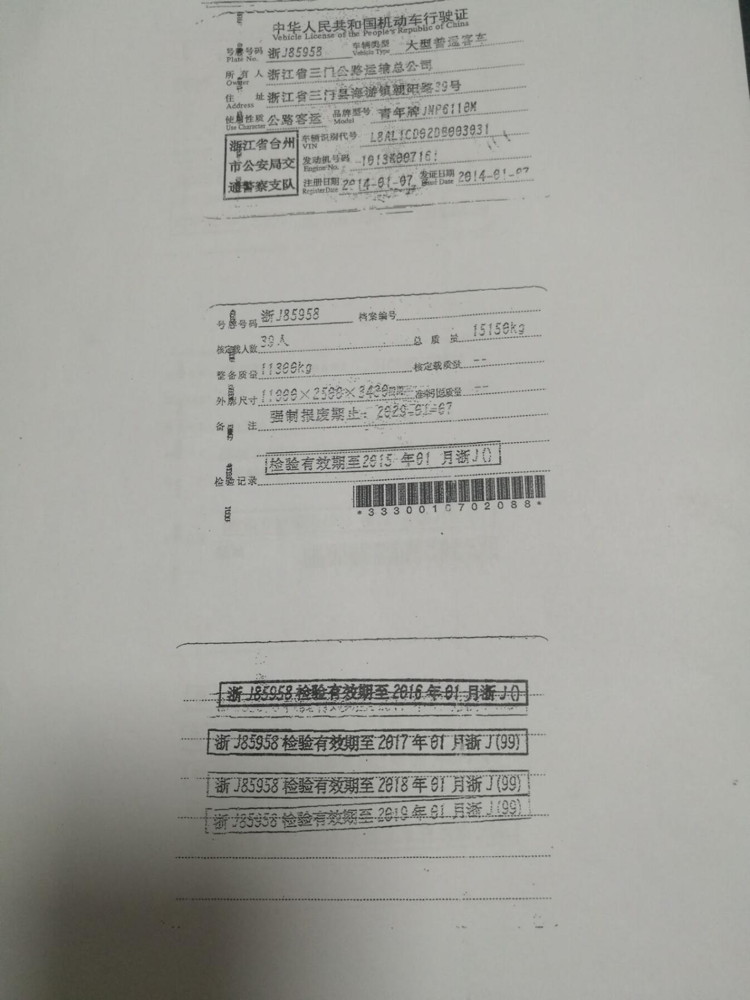 中华人民共和国机动车行驶证
Vehicle License of the People's Republic of China
号牌号码 浙J85958 车辆类型 大型普通客车
Plate No. Vehicle Type
所有人 浙江省三门公路运输总公司
Owner
住址 浙江省三门县海游镇朝阳路39号
Address
使用性质 公路客运 品牌型号 青年牌JNP6110M
Use Character Model
浙江省台州
市公安局交
通警察支队
车辆识别代号 L8AL1CD02DB003031
VIN
发动机号码
Engine No.
注册日期 2014-01-07 发证日期 2014-01-07
Register Date Issue Date
号牌号码 浙J85958 档案编号
核定载人数 39人 总质量 15150kg
整备质量 11300kg 核定载质量 --
外廓尺寸 11000×2500×3430mm 准牵引总质量 --
备注 强制报废期止: 2029-01-07
检验有效期至2015年01月浙J()
检验记录
*3330010702088*
浙J85958检验有效期至2016年01月浙J()
浙J85958检验有效期至2017年01月浙J(99)
浙J85958检验有效期至2018年01月浙J(99)
浙J85958检验有效期至2019年01月浙J(99)